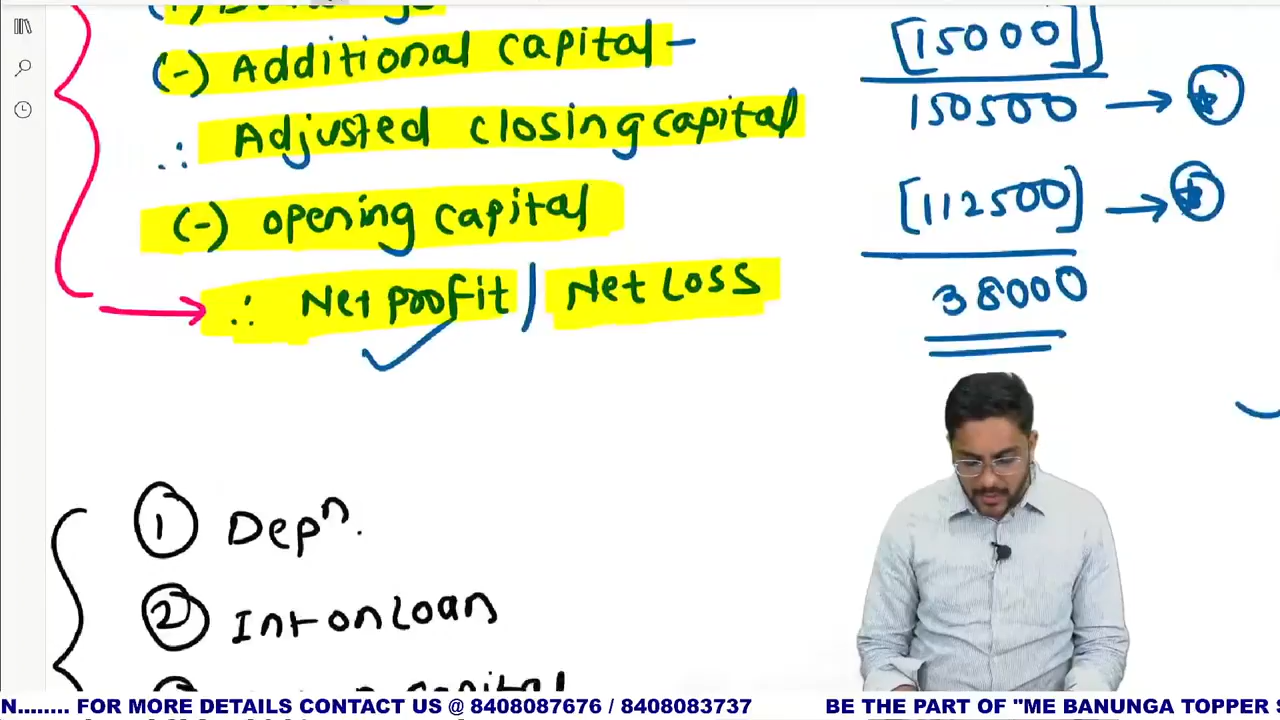 (-) Additional capital - [15000]]
∴ Adjusted closing capital 150500 →
(-) opening capital [112500] →
∴ Net profit / Net Loss 38000
① Depⁿ.
② Int on Loan
capital
N........ FOR MORE DETAILS CONTACT US @ 8408087676 / 8408083737 BE THE PART OF "ME BANUNGA TOPPER S